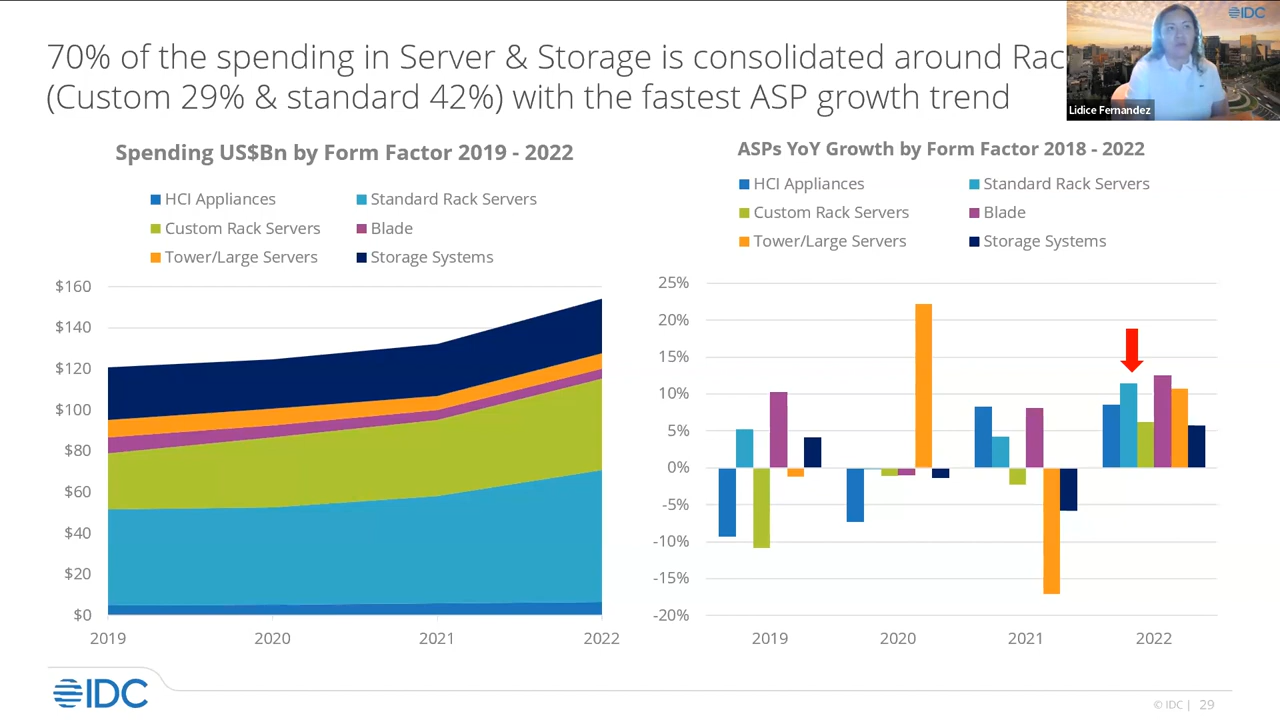 70% of the spending in Server & Storage is consolidated around Rac
(Custom 29% & standard 42%) with the fastest ASP growth trend
IDC
Lidice Fernandez
Spending US$Bn by Form Factor 2019 - 2022
HCI Appliances
Standard Rack Servers
Custom Rack Servers
Blade
Tower/Large Servers
Storage Systems
$160
$140
$120
$100
$80
$60
$40
$20
$0
2019
2020
2021
2022
ASPs YoY Growth by Form Factor 2018 - 2022
HCI Appliances
Standard Rack Servers
Custom Rack Servers
Blade
Tower/Large Servers
Storage Systems
25%
20%
15%
10%
5%
0%
-5%
-10%
-15%
-20%
2019
2020
2021
2022
IDC
© IDC | 29